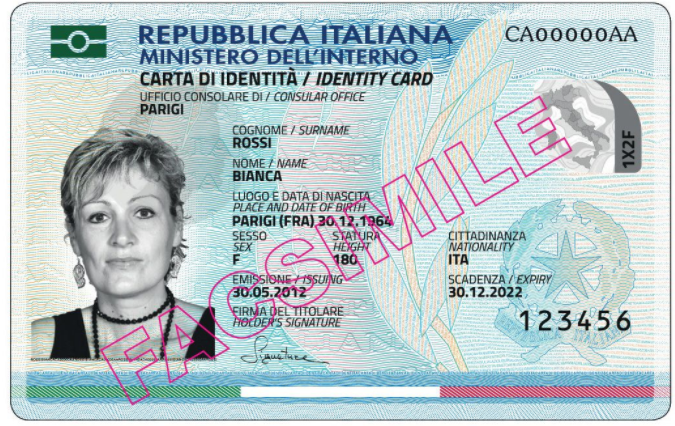 REPUBBLICA ITALIANA
CA00000AA
MINISTERO DELL'INTERNO
CARTA DI IDENTITÀ / IDENTITY CARD
UFFICIO CONSOLARE DI / CONSULAR OFFICE
PARIGI
COGNOME / SURNAME
ROSSI
NOME / NAME
BIANCA
1X2F
LUOGO E DATA DI NASCITA
PLACE AND DATE OF BIRTH
PARIGI (FRA) 30.12.1964
SESSO STATURA CITTADINANZA
SEX HEIGHT NATIONALITY
F 180 ITA
EMISSIONE / ISSUING SCADENZA / EXPIRY
30.05.2012 30.12.2022
FIRMA DEL TITOLARE
HOLDER'S SIGNATURE
123456
Signature
FACSIMILE